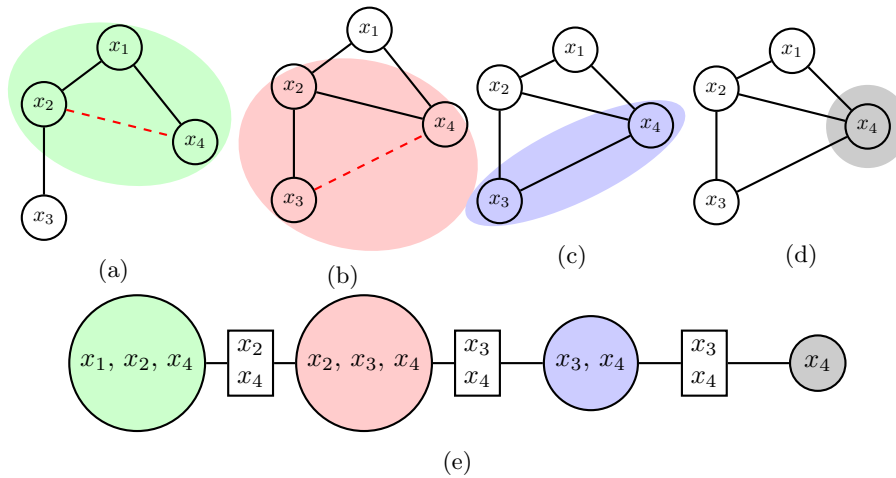 x₁
x₂
x₄
x₃
(a)
x₁
x₂
x₄
x₃
(b)
x₁
x₂
x₄
x₃
(c)
x₁
x₂
x₄
x₃
(d)
x₁, x₂, x₄
x₂
x₄
x₂, x₃, x₄
x₃
x₄
x₃, x₄
x₃
x₄
x₄
(e)